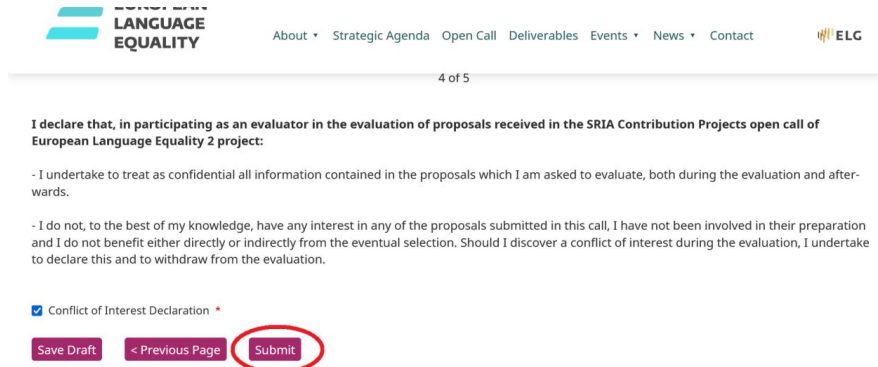 EUROPEAN
LANGUAGE
EQUALITY
About ▾ Strategic Agenda Open Call Deliverables Events ▾ News ▾ Contact
ELG
4 of 5
I declare that, in participating as an evaluator in the evaluation of proposals received in the SRIA Contribution Projects open call of
European Language Equality 2 project:
- I undertake to treat as confidential all information contained in the proposals which I am asked to evaluate, both during the evaluation and after-
wards.
- I do not, to the best of my knowledge, have any interest in any of the proposals submitted in this call, I have not been involved in their preparation
and I do not benefit either directly or indirectly from the eventual selection. Should I discover a conflict of interest during the evaluation, I undertake
to declare this and to withdraw from the evaluation.
Conflict of Interest Declaration *
Save Draft < Previous Page Submit